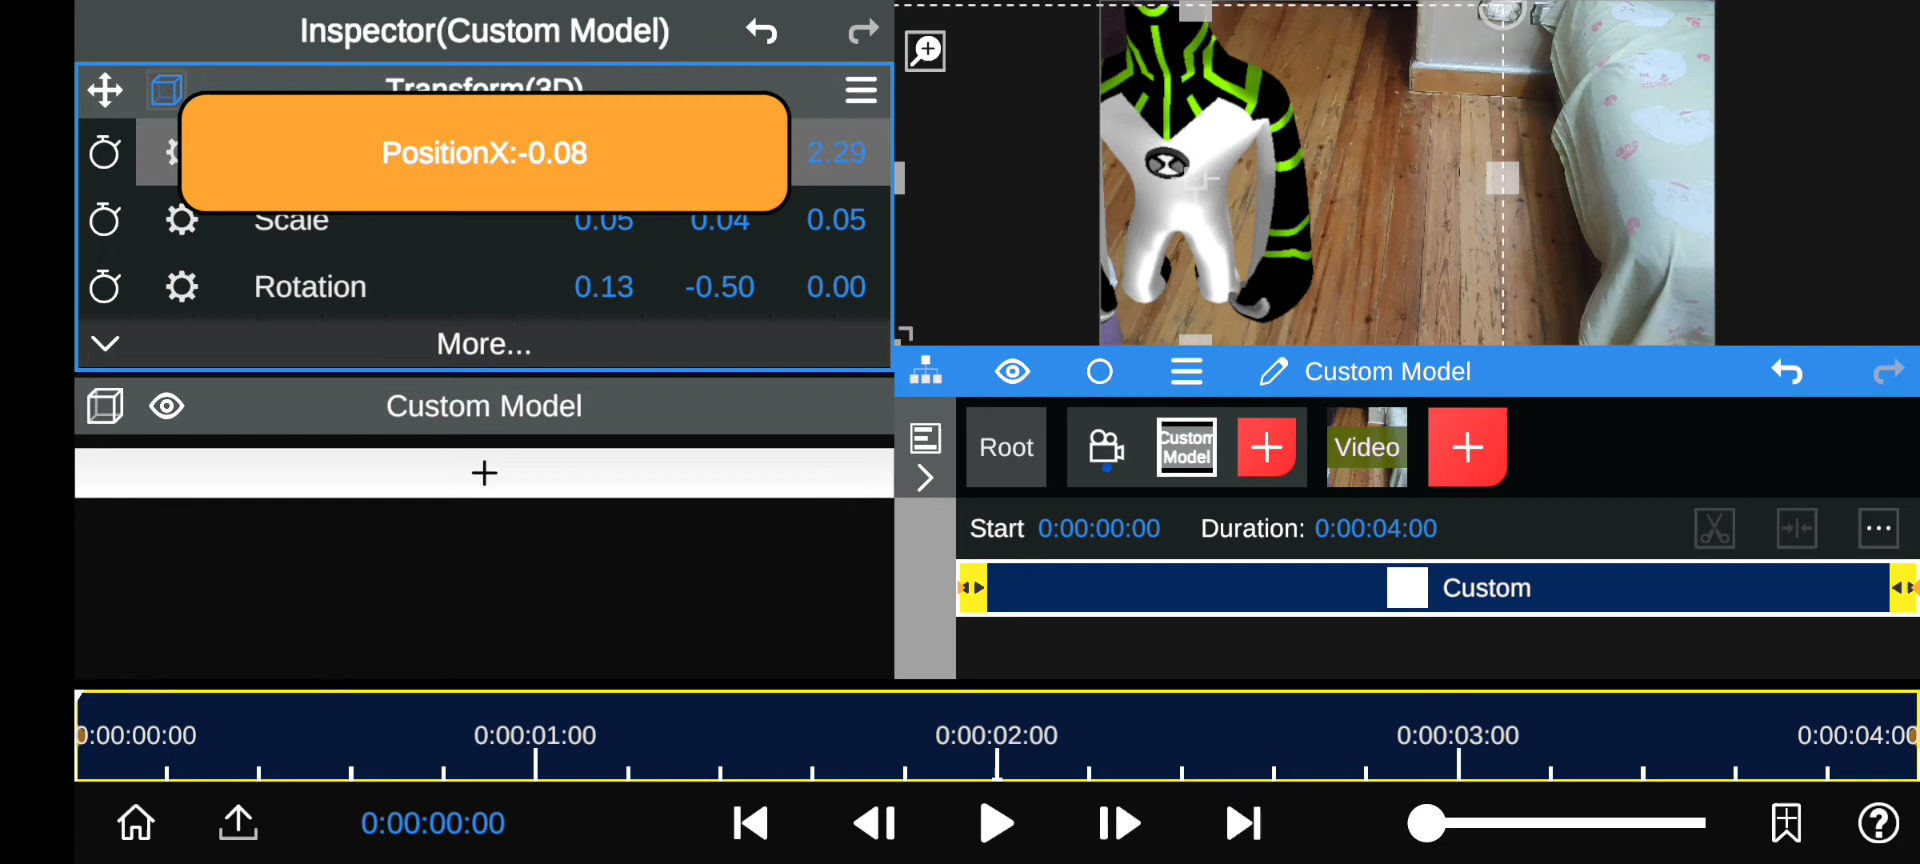 Inspector(Custom Model)
Transform(3D)
PositionX:-0.08
2.29
Scale 0.05 0.04 0.05
Rotation 0.13 -0.50 0.00
More...
Custom Model
Custom Model
Root
Custom
Model
Video
Start 0:00:00:00 Duration: 0:00:04:00
Custom
0:00:00:00 0:00:01:00 0:00:02:00 0:00:03:00 0:00:04:00
0:00:00:00